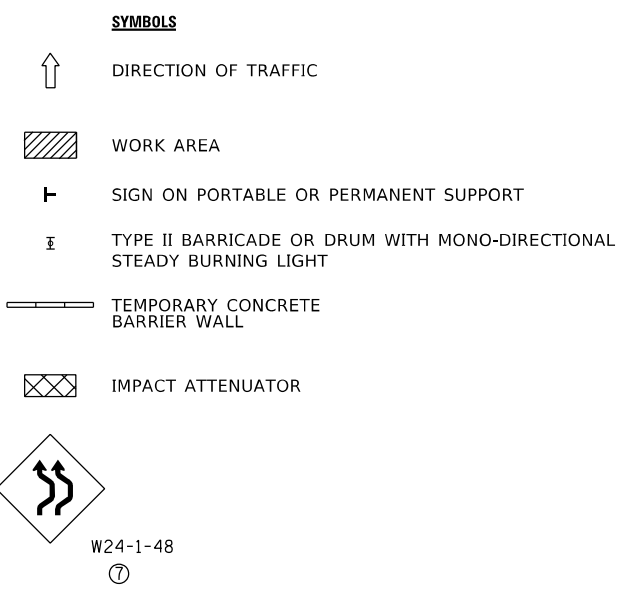 SYMBOLS
DIRECTION OF TRAFFIC
WORK AREA
SIGN ON PORTABLE OR PERMANENT SUPPORT
TYPE II BARRICADE OR DRUM WITH MONO-DIRECTIONAL
STEADY BURNING LIGHT
TEMPORARY CONCRETE
BARRIER WALL
IMPACT ATTENUATOR
W24-1-48
7